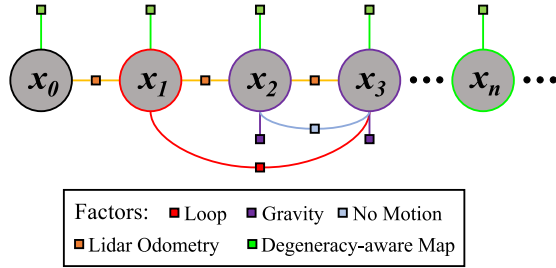 x0 x1 x2 x3 ••• xn •••
Factors: Loop Gravity No Motion
Lidar Odometry Degeneracy-aware Map